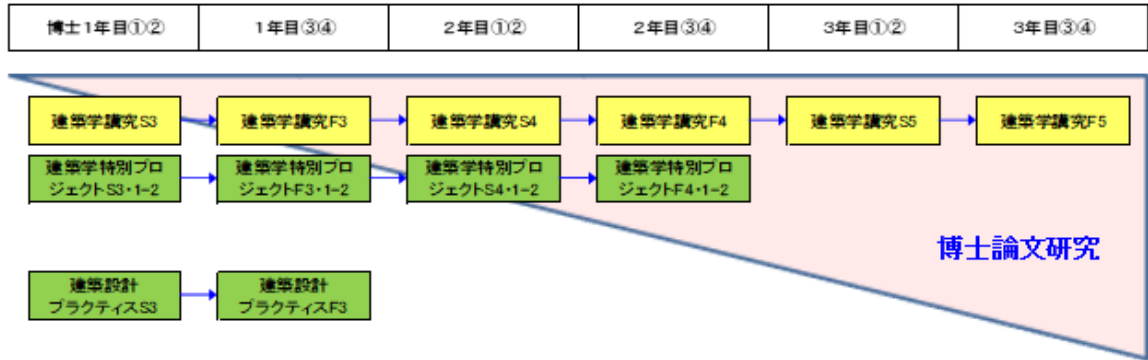 博士1年目①②
1年目③④
2年目①②
2年目③④
3年目①②
3年目③④
建築学講究S3
建築学講究F3
建築学講究S4
建築学講究F4
建築学講究S5
建築学講究F5
建築学特別プロ
ジェクトS3・1-2
建築学特別プロ
ジェクトF3・1-2
建築学特別プロ
ジェクトS4・1-2
建築学特別プロ
ジェクトF4・1-2
博士論文研究
建築設計
プラクティスS3
建築設計
プラクティスF3